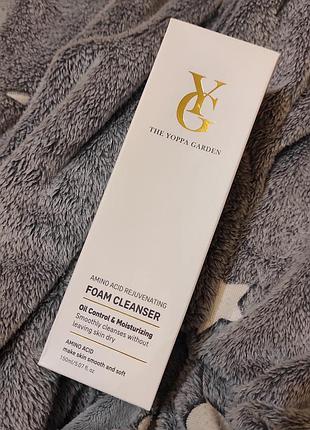 YG
THE YOPPA GARDEN
AMINO ACID REJUVENATING
FOAM CLEANSER
Oil Control & Moisturizing
Smoothly cleanses without
leaving skin dry
AMINO ACID
make skin smooth and soft
150ml/5.07 fl.oz